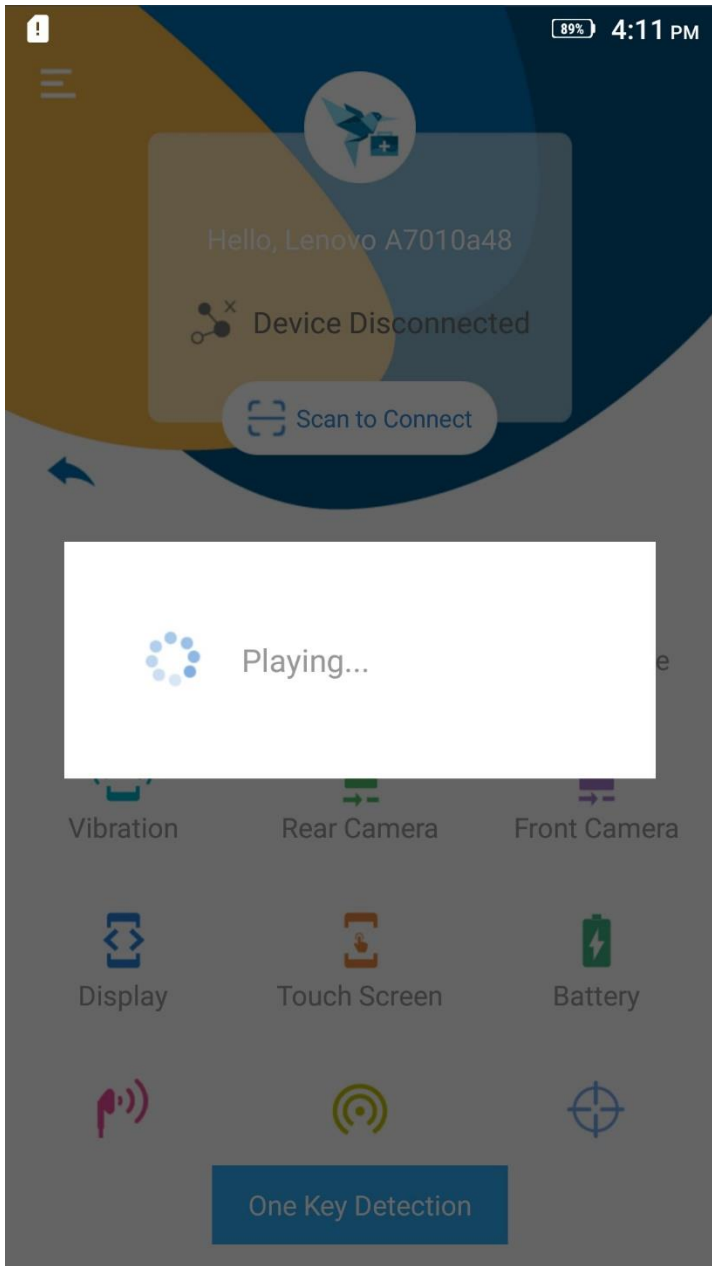 89% 4:11 PM
Hello, Lenovo A7010a48
Device Disconnected
Scan to Connect
Playing...
e
Vibration Rear Camera Front Camera
Display Touch Screen Battery
One Key Detection